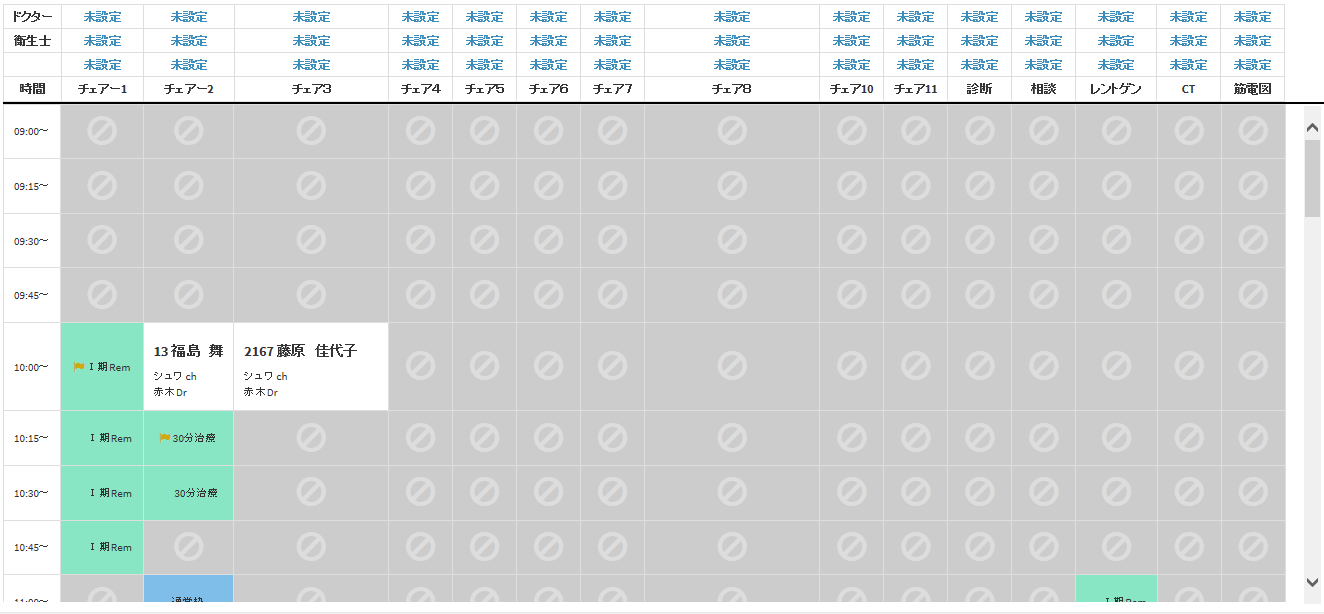 ドクター 未設定 未設定 未設定 未設定 未設定 未設定 未設定 未設定 未設定 未設定 未設定 未設定 未設定 未設定 未設定
衛生士 未設定 未設定 未設定 未設定 未設定 未設定 未設定 未設定 未設定 未設定 未設定 未設定 未設定 未設定 未設定
未設定 未設定 未設定 未設定 未設定 未設定 未設定 未設定 未設定 未設定 未設定 未設定 未設定 未設定 未設定
時間 チェアー1 チェアー2 チェア3 チェア4 チェア5 チェア6 チェア7 チェア8 チェア10 チェア11 診断 相談 レントゲン CT 筋電図
09:00～
09:15～
09:30～
09:45～
10:00～ Ⅰ期Rem
13 福島 舞
シュワ ch
赤木 Dr
2167 藤原 佳代子
シュワ ch
赤木 Dr
10:15～ Ⅰ期Rem 30分治療
10:30～ Ⅰ期Rem 30分治療
10:45～ Ⅰ期Rem
11:00～ 通常枠 Ⅰ期Rem